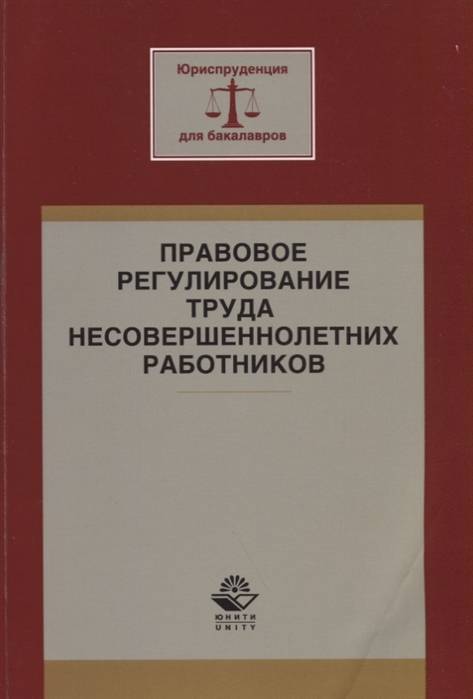 Юриспруденция
для бакалавров
ПРАВОВОЕ
РЕГУЛИРОВАНИЕ
ТРУДА
НЕСОВЕРШЕННОЛЕТНИХ
РАБОТНИКОВ
ЮНИТИ
UNITY